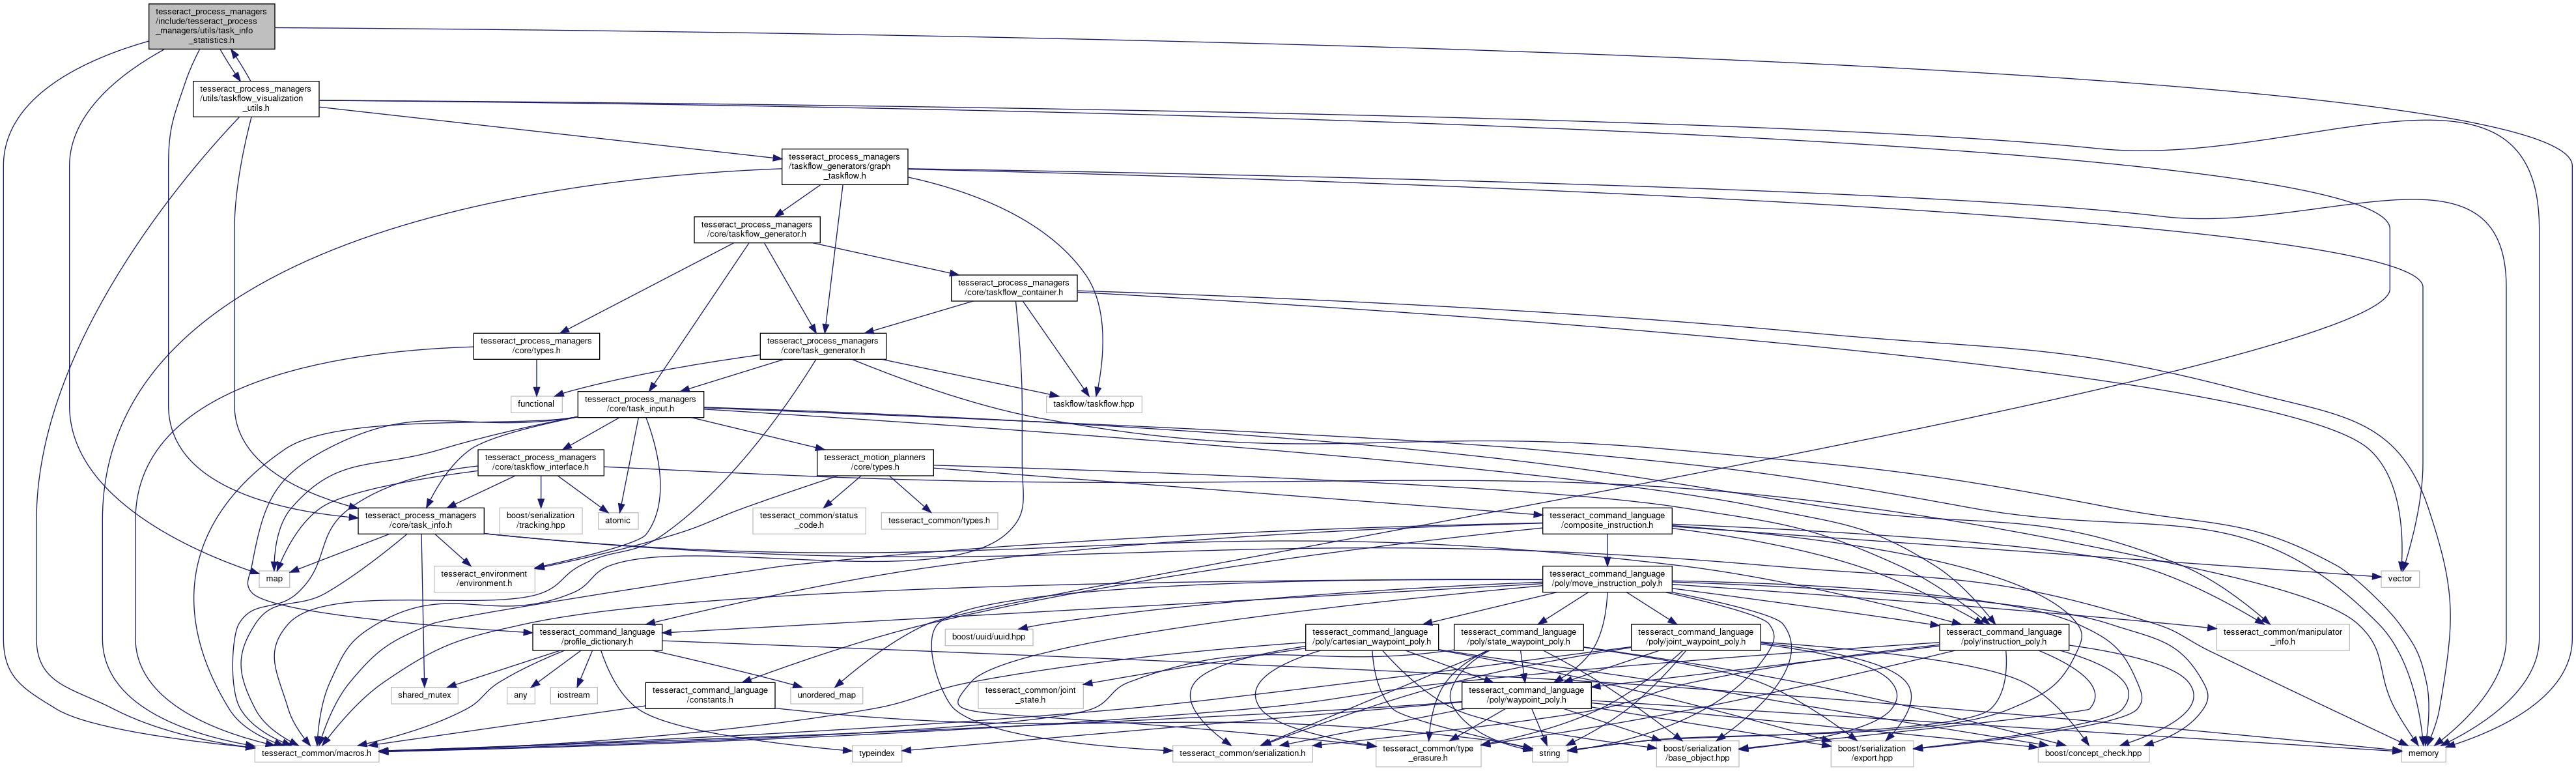 tesseract_process_managers
/include/tesseract_process
_managers/utils/task_info
_statistics.h
tesseract_process_managers
/utils/taskflow_visualization
_utils.h
tesseract_process_managers
/taskflow_generators/graph
_taskflow.h
tesseract_process_managers
/core/taskflow_generator.h
tesseract_process_managers
/core/taskflow_container.h
tesseract_process_managers
/core/types.h
tesseract_process_managers
/core/task_generator.h
functional
tesseract_process_managers
/core/task_input.h
taskflow/taskflow.hpp
tesseract_process_managers
/core/taskflow_interface.h
tesseract_motion_planners
/core/types.h
tesseract_process_managers
/core/task_info.h
boost/serialization
/tracking.hpp
atomic
tesseract_common/status
_code.h
tesseract_common/types.h
tesseract_command_language
/composite_instruction.h
map
tesseract_environment
/environment.h
tesseract_command_language
/poly/move_instruction_poly.h
vector
tesseract_command_language
/profile_dictionary.h
boost/uuid/uuid.hpp
tesseract_command_language
/poly/cartesian_waypoint_poly.h
tesseract_command_language
/poly/state_waypoint_poly.h
tesseract_command_language
/poly/joint_waypoint_poly.h
tesseract_command_language
/poly/instruction_poly.h
tesseract_common/manipulator
_info.h
shared_mutex
any
iostream
tesseract_command_language
/constants.h
unordered_map
tesseract_common/joint
_state.h
tesseract_command_language
/poly/waypoint_poly.h
tesseract_common/macros.h
typeindex
tesseract_common/serialization.h
tesseract_common/type
_erasure.h
string
boost/serialization
/base_object.hpp
boost/serialization
/export.hpp
boost/concept_check.hpp
memory